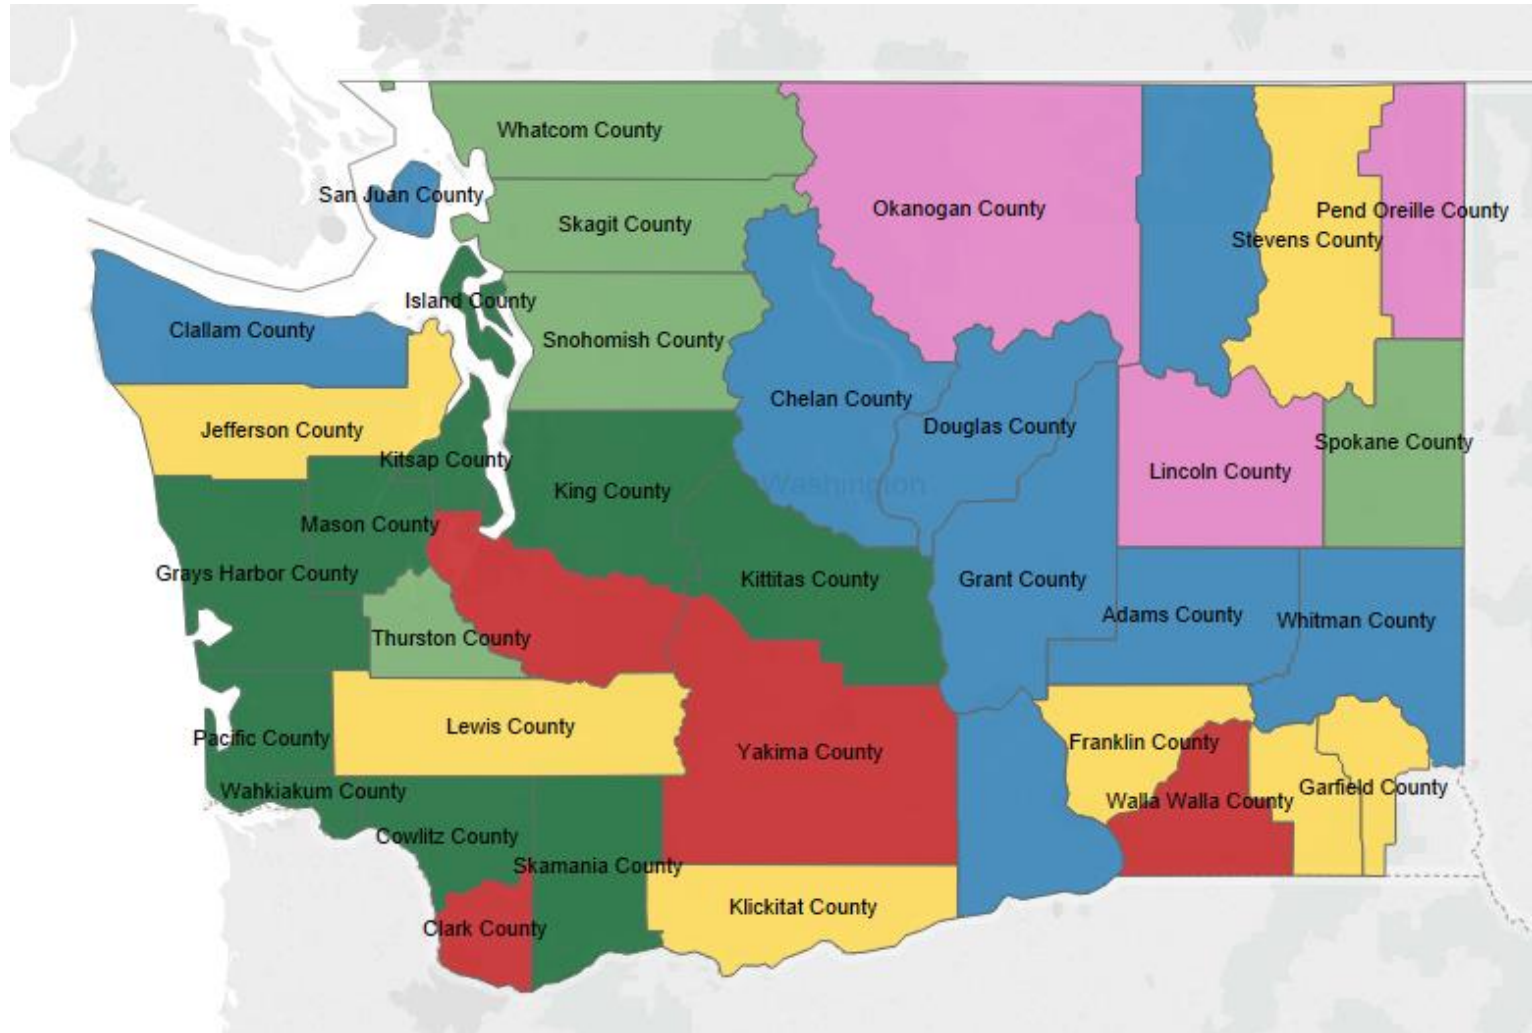 Whatcom County
San Juan County
Okanogan County
Pend Oreille County
Skagit County
Stevens County
Island County
Clallam County
Snohomish County
Chelan County
Douglas County
Jefferson County
Spokane County
Kitsap County
Lincoln County
King County
Washington
Mason County
Grays Harbor County
Kittitas County
Grant County
Adams County
Whitman County
Thurston County
Lewis County
Pacific County
Yakima County
Franklin County
Garfield County
Wahkiakum County
Walla Walla County
Cowlitz County
Skamania County
Klickitat County
Clark County